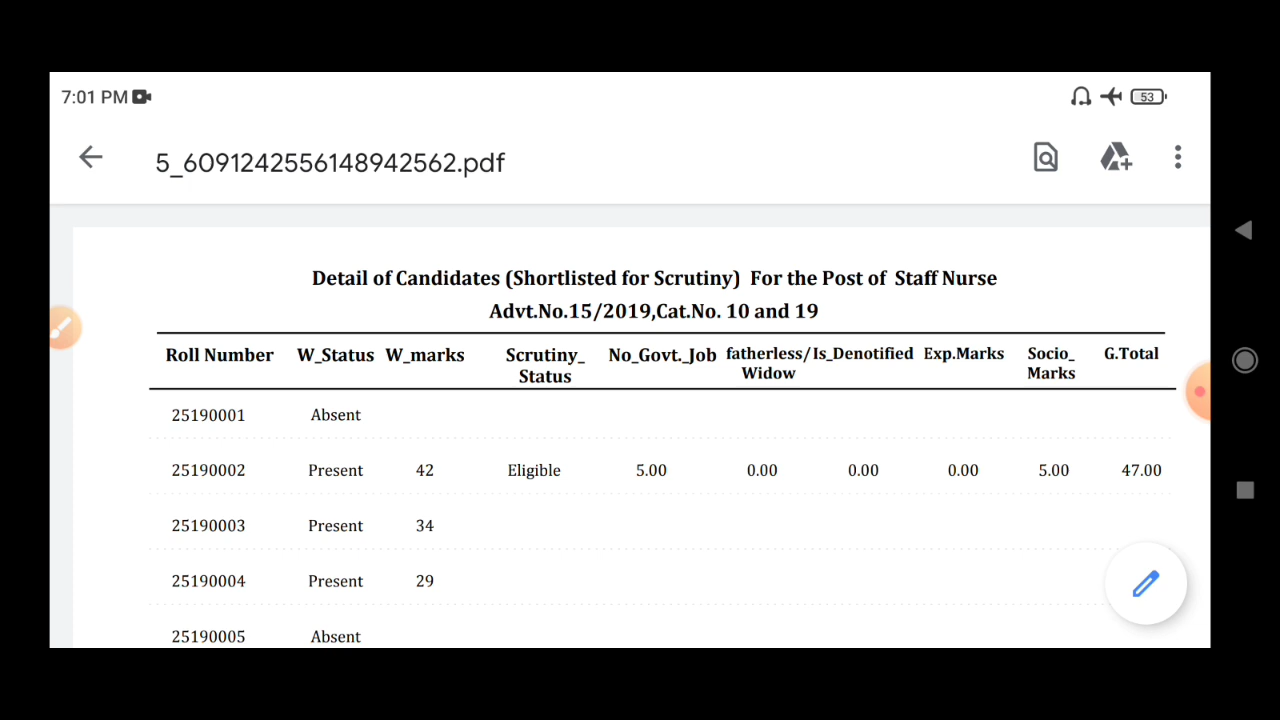 7:01 PM
53
5_6091242556148942562.pdf
Detail of Candidates (Shortlisted for Scrutiny) For the Post of Staff Nurse
Advt.No.15/2019,Cat.No. 10 and 19
Roll Number W_Status W_marks Scrutiny_ Status No_Govt._Job fatherless/ Widow Is_Denotified Exp.Marks Socio_ Marks G.Total
25190001 Absent
25190002 Present 42 Eligible 5.00 0.00 0.00 0.00 5.00 47.00
25190003 Present 34
25190004 Present 29
25190005 Absent